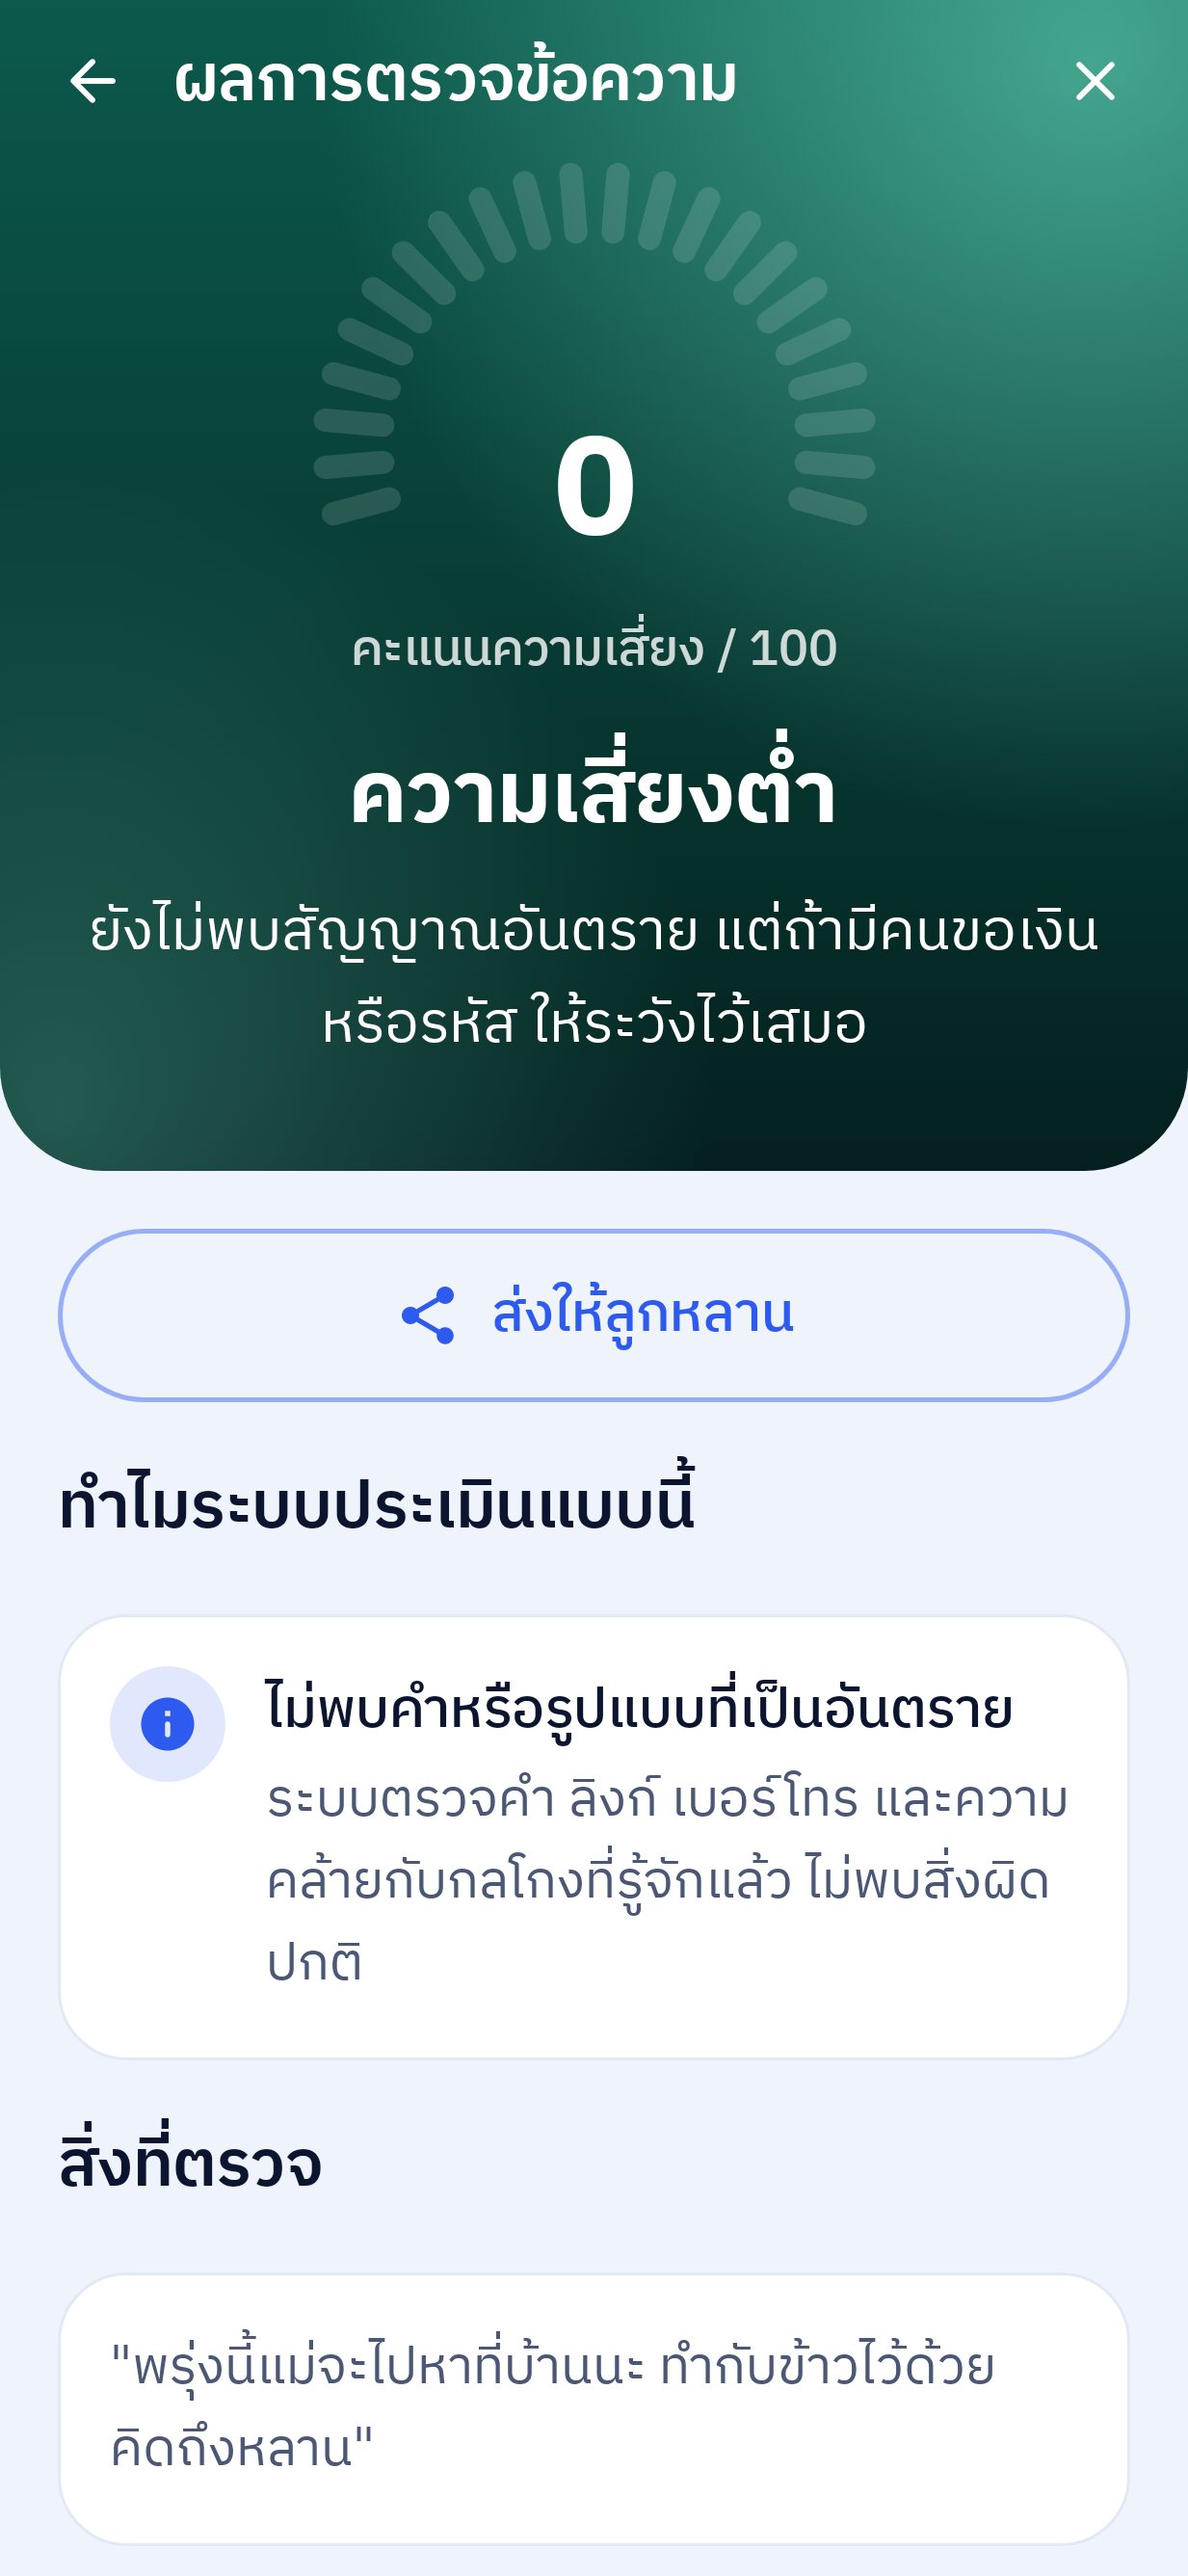 ผลการตรวจข้อความ
0
คะแนนความเสี่ยง / 100
ความเสี่ยงต่ำ
ยังไม่พบสัญญาณอันตราย แต่ถ้ามีคนขอเงิน
หรือรหัส ให้ระวังไว้เสมอ
ส่งให้ลูกหลาน
ทำไมระบบประเมินแบบนี้
ไม่พบคำหรือรูปแบบที่เป็นอันตราย
ระบบตรวจคำ ลิงก์ เบอร์โทร และความ
คล้ายกับกลโกงที่รู้จักแล้ว ไม่พบสิ่งผิด
ปกติ
สิ่งที่ตรวจ
"พรุ่งนี้แม่จะไปหาที่บ้านนะ ทำกับข้าวไว้ด้วย
คิดถึงหลาน"